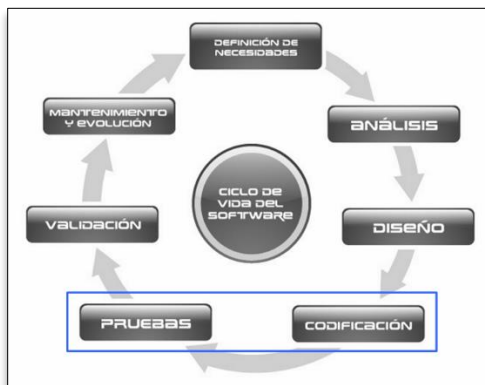 DEFINICIÓN DE
NECESIDADES
ANÁLISIS
DISEÑO
CODIFICACIÓN
PRUEBAS
VALIDACIÓN
MANTENIMIENTO
Y EVOLUCIÓN
CICLO DE
VIDA DEL
SOFTWARE